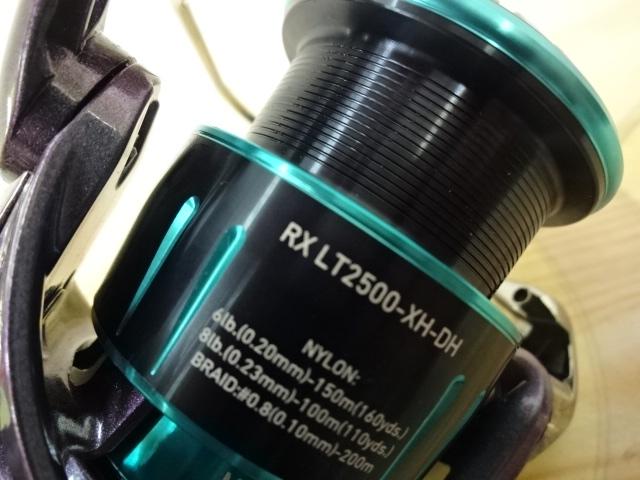 RX LT2500-XH-DH
NYLON:
6lb.(0.20mm)-150m(160yds.)
8lb.(0.23mm)-100m(110yds.)
BRAID:#0.8(0.10mm)-200m